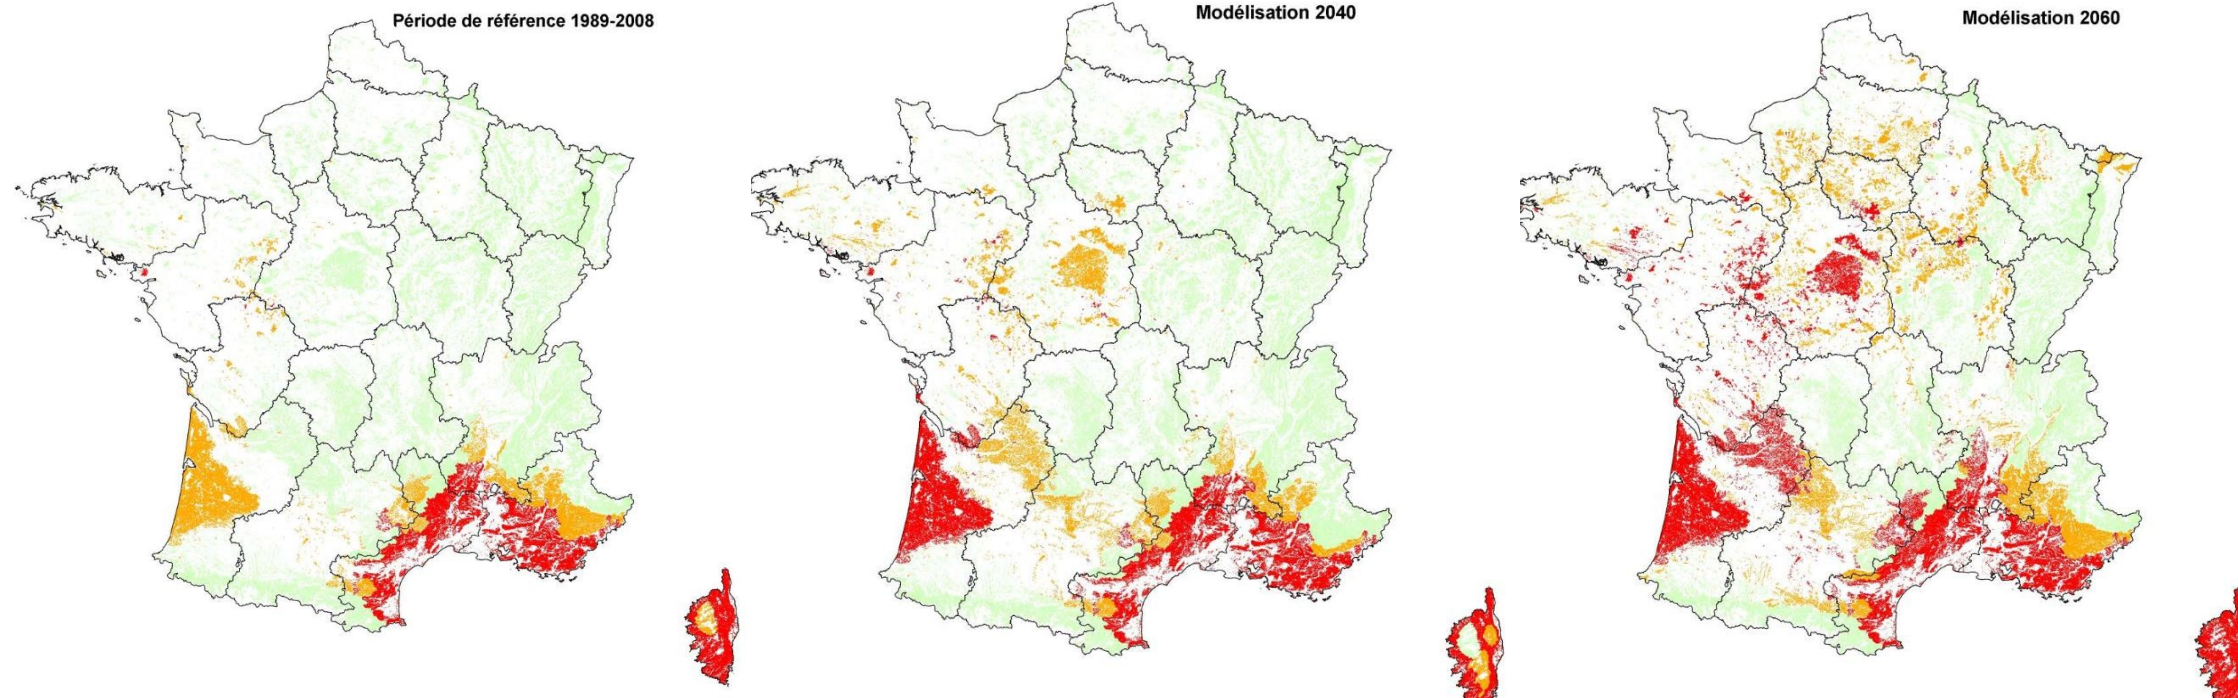 Période de référence 1989-2008
Modélisation 2040
Modélisation 2060